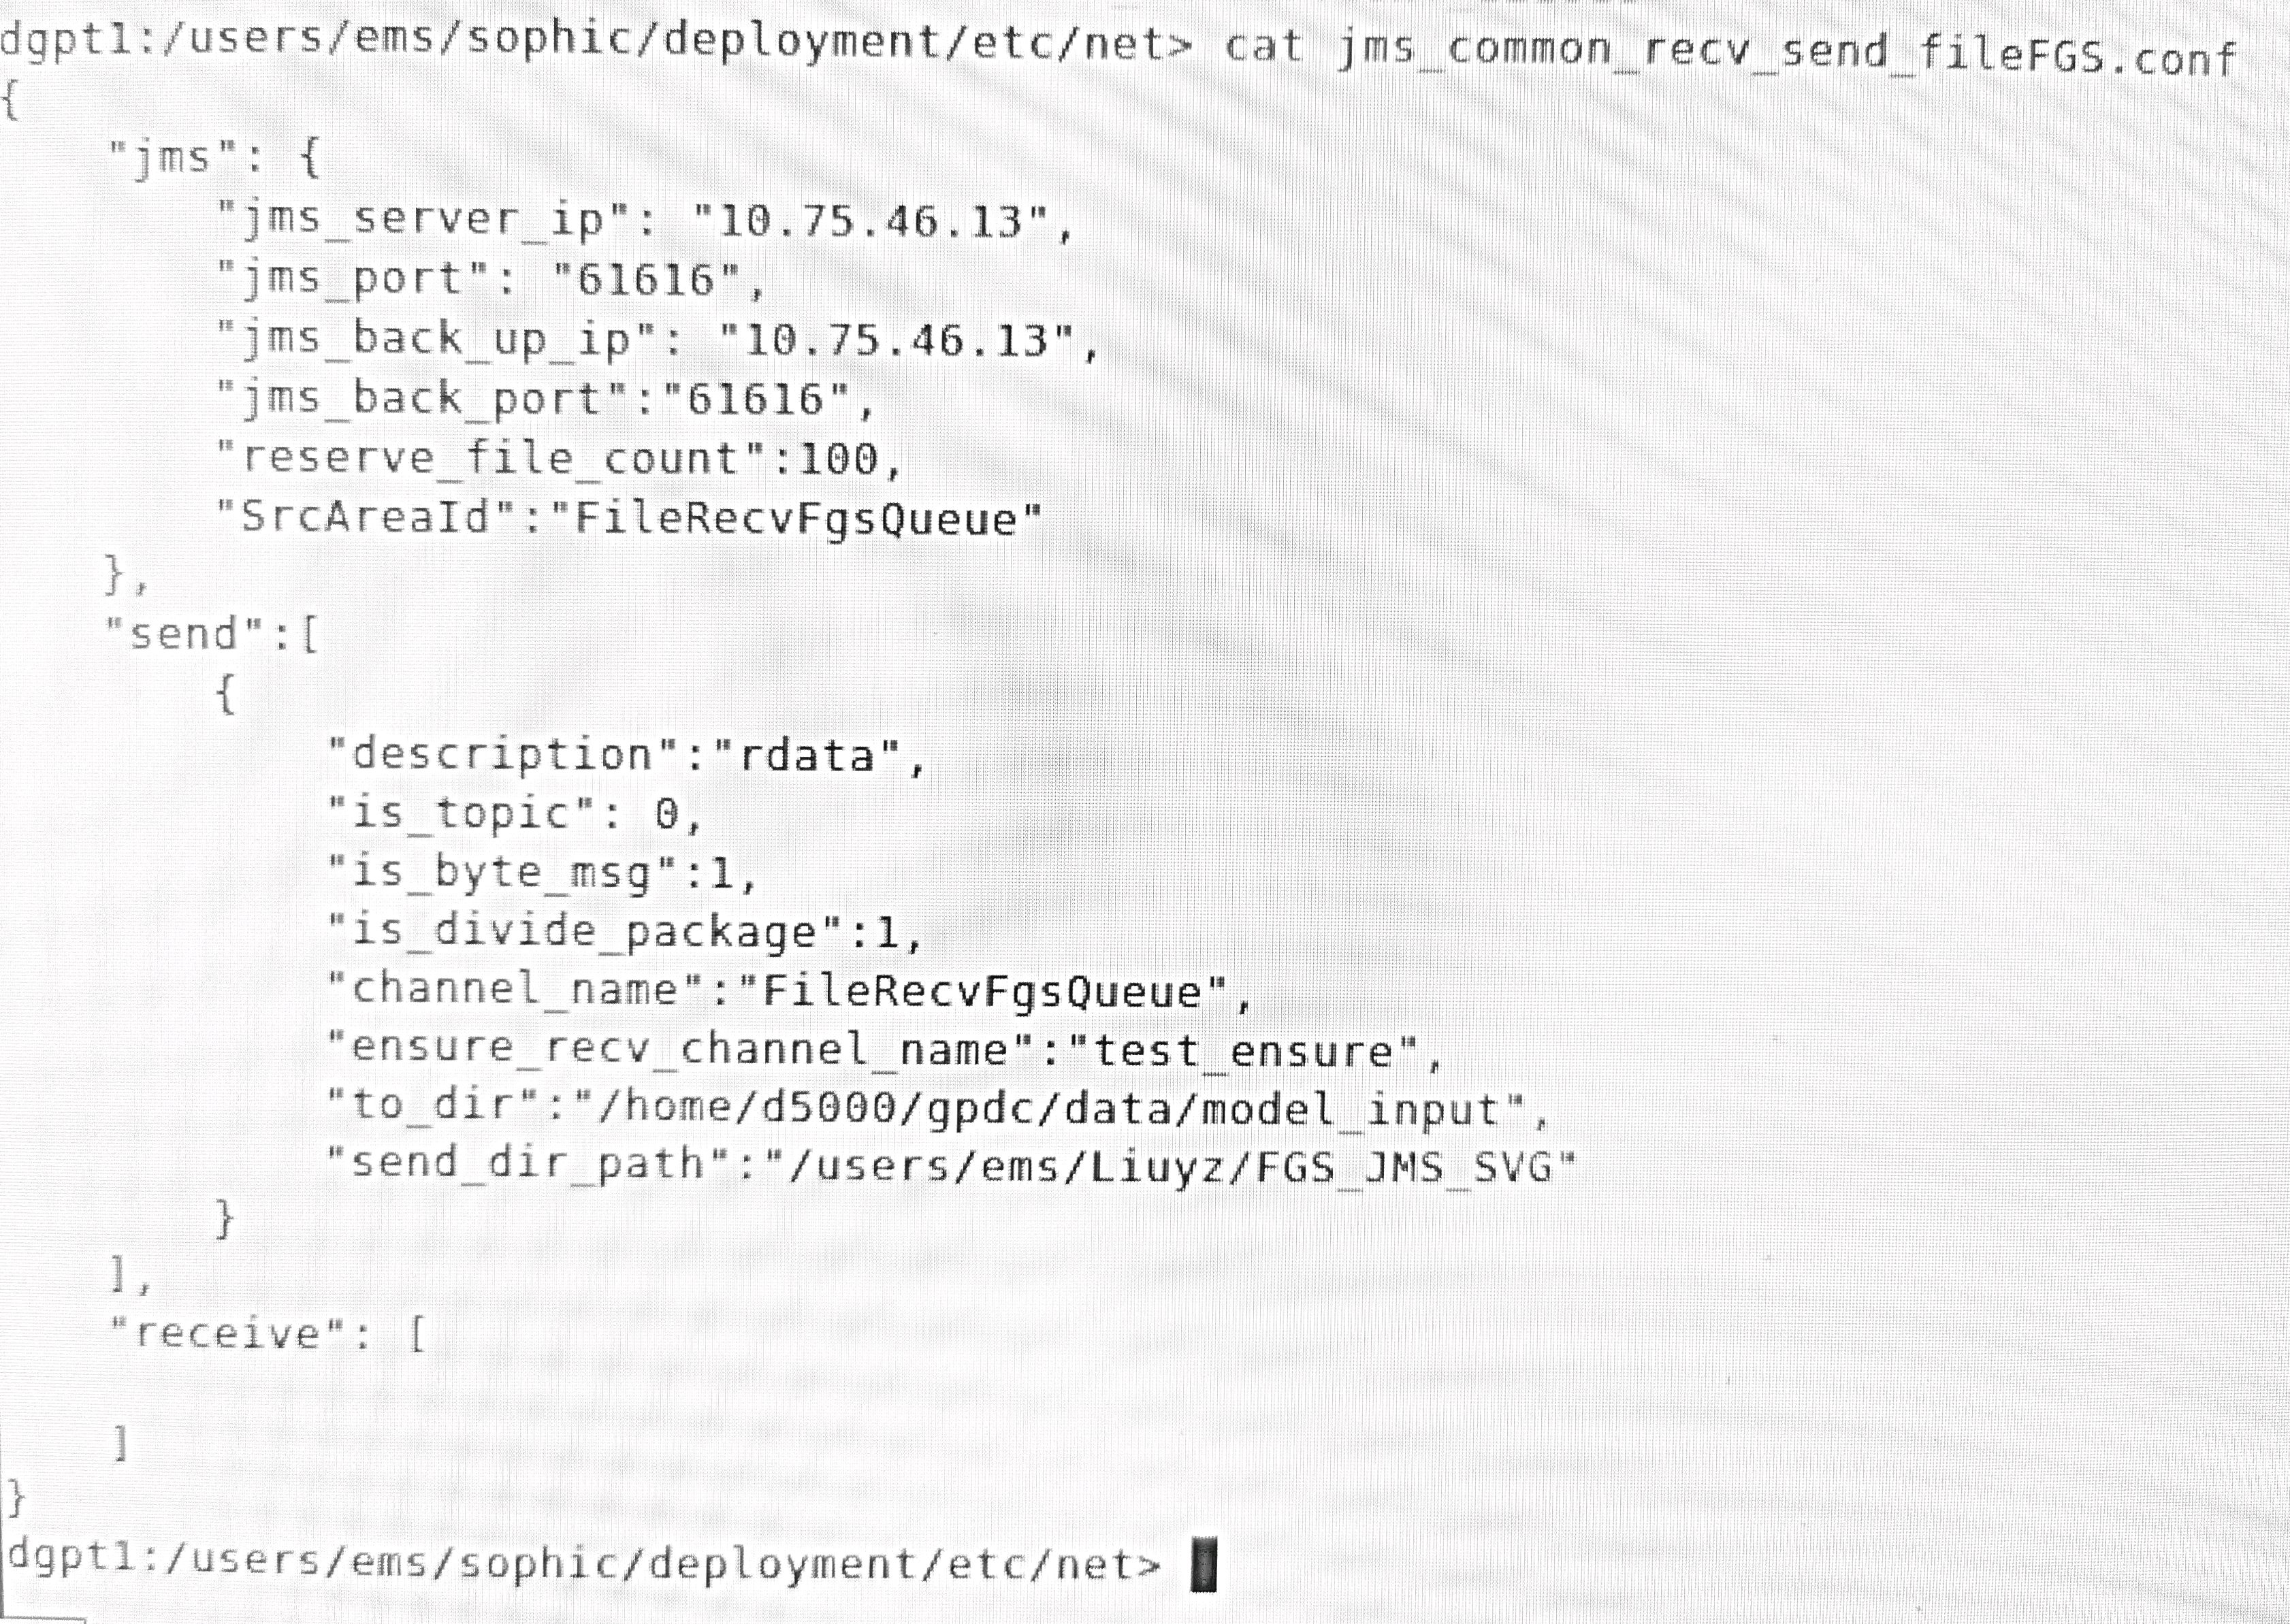 dgpt1:/users/ems/sophic/deployment/etc/net> cat jms_common_recv_send_fileFGS.conf
{
    "jms": {
        "jms_server_ip": "10.75.46.13",
        "jms_port": "61616",
        "jms_back_up_ip": "10.75.46.13",
        "jms_back_port":"61616",
        "reserve_file_count":100,
        "SrcAreaId":"FileRecvFgsQueue"
    },
    "send":[
        {
            "description":"rdata",
            "is_topic": 0,
            "is_byte_msg":1,
            "is_divide_package":1,
            "channel_name":"FileRecvFgsQueue",
            "ensure_recv_channel_name":"test_ensure",
            "to_dir":"/home/d5000/gpdc/data/model_input",
            "send_dir_path":"/users/ems/Liuyz/FGS_JMS_SVG"
        }
    ],
    "receive": [

    ]
}
dgpt1:/users/ems/sophic/deployment/etc/net>